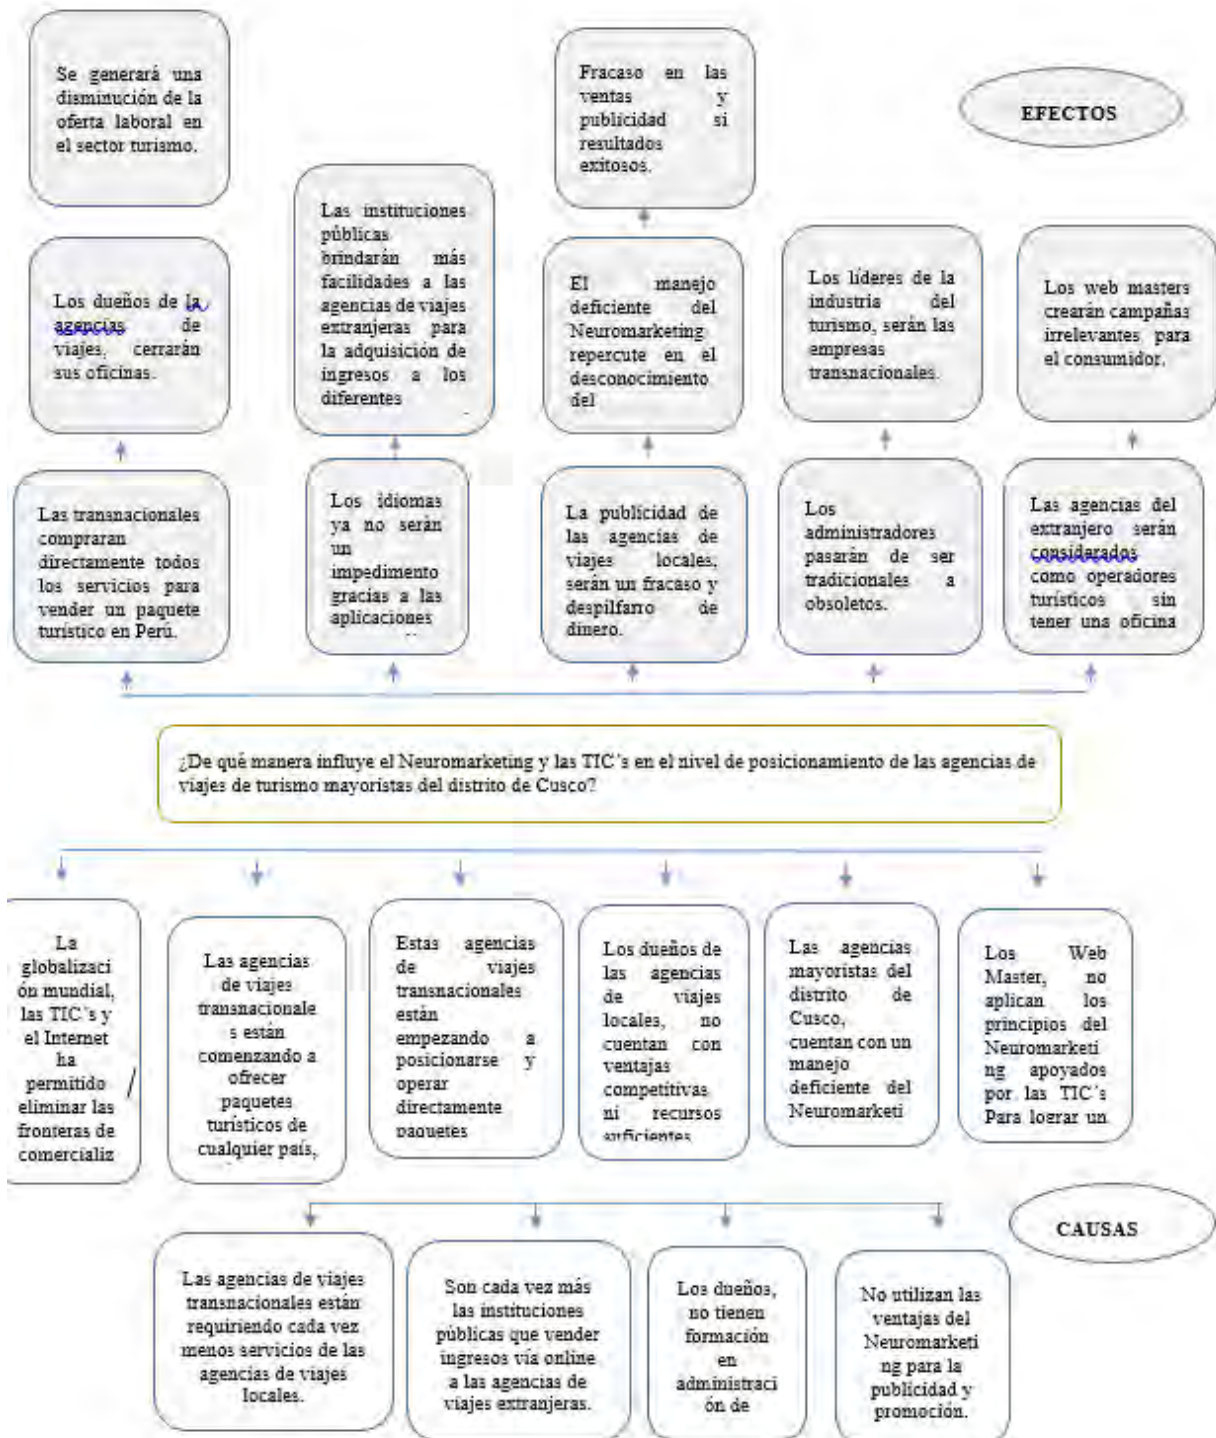 Se generará una
disminución de la
oferta laboral en
el sector turismo.
Fracaso en las
ventas y
publicidad si
resultados
exitosos.
EFECTOS
Los dueños de la
agencias de
viajes, cerrarán
sus oficinas.
Las instituciones
públicas
brindarán más
facilidades a las
agencias de viajes
extranjeras para
la adquisición de
ingresos a los
diferentes
El manejo
deficiente del
Neuromarketing
repercute en el
desconocimiento
del
Los líderes de la
industria del
turismo, serán las
empresas
transnacionales.
Los web masters
crearán campañas
irrelevantes para
el consumidor.
Las transnacionales
compraran
directamente todos
los servicios para
vender un paquete
turístico en Perú.
Los idiomas
ya no serán
un
impedimento
gracias a las
aplicaciones
La publicidad de
las agencias de
viajes locales,
serán un fracaso y
despilfarro de
dinero.
Los
administradores
pasarán de ser
tradicionales a
obsoletos.
Las agencias del
extranjero serán
considerados
como operadores
turísticos sin
tener una oficina
¿De qué manera influye el Neuromarketing y las TIC´s en el nivel de posicionamiento de las agencias de
viajes de turismo mayoristas del distrito de Cusco?
La
globalizaci
ón mundial,
las TIC´s y
el Internet
ha
permitido
eliminar las
fronteras de
comercializ
Las agencias
de viajes
transnacionale
s están
comenzando a
ofrecer
paquetes
turísticos de
cualquier país,
Estas agencias
de viajes
transnacionales
están
empezando a
posicionarse y
operar
directamente
paquetes
Los dueños de
las agencias
de viajes
locales, no
cuentan con
ventajas
competitivas
ni recursos
suficientes
Las agencias
mayoristas del
distrito de
Cusco,
cuentan con un
manejo
deficiente del
Neuromarketi
Los Web
Master, no
aplican los
principios del
Neuromarketi
ng apoyados
por las TIC´s
Para lograr un
CAUSAS
Las agencias de viajes
transnacionales están
requiriendo cada vez
menos servicios de las
agencias de viajes
locales.
Son cada vez más
las instituciones
públicas que vender
ingresos vía online
a las agencias de
viajes extranjeras.
Los dueños,
no tienen
formación
en
administraci
ón de
No utilizan las
ventajas del
Neuromarketi
ng para la
publicidad y
promoción.